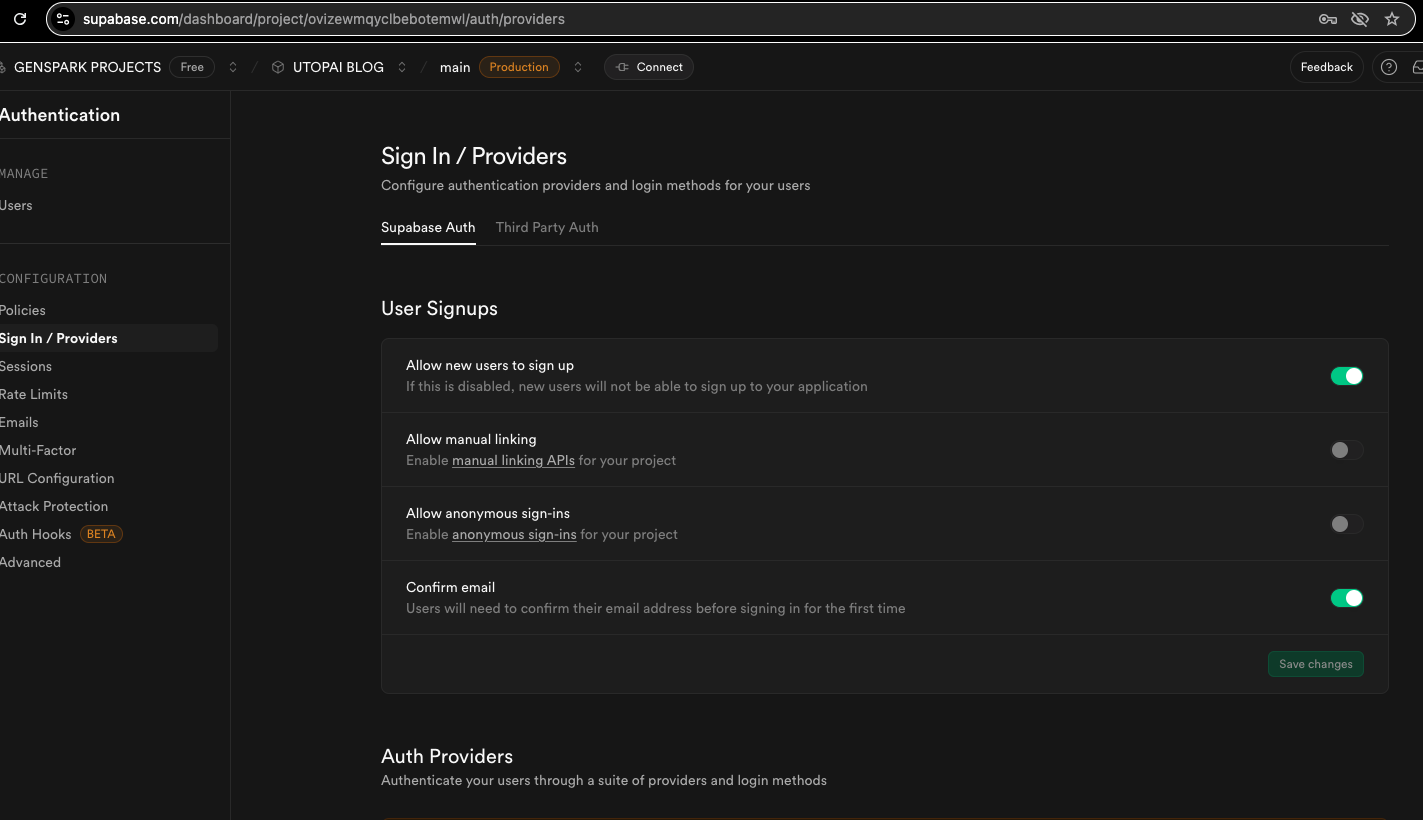 supabase.com/dashboard/project/ovizewmqyclbebotemwl/auth/providers
GENSPARK PROJECTS Free / UTOPAI BLOG / main Production Connect Feedback
Authentication
MANAGE
Users
CONFIGURATION
Policies
Sign In / Providers
Sessions
Rate Limits
Emails
Multi-Factor
URL Configuration
Attack Protection
Auth Hooks BETA
Advanced
Sign In / Providers
Configure authentication providers and login methods for your users
Supabase Auth Third Party Auth
User Signups
Allow new users to sign up
If this is disabled, new users will not be able to sign up to your application
Allow manual linking
Enable manual linking APIs for your project
Allow anonymous sign-ins
Enable anonymous sign-ins for your project
Confirm email
Users will need to confirm their email address before signing in for the first time
Save changes
Auth Providers
Authenticate your users through a suite of providers and login methods